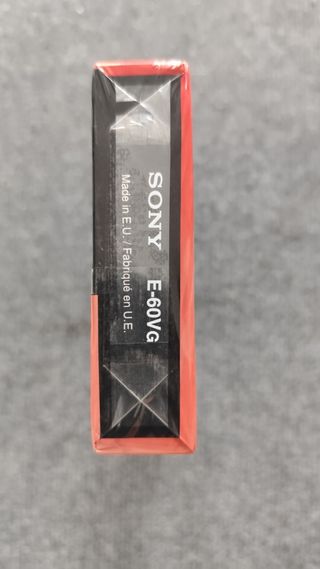 SONY E-60VG
Made in E.U. / Fabriqué en U.E.